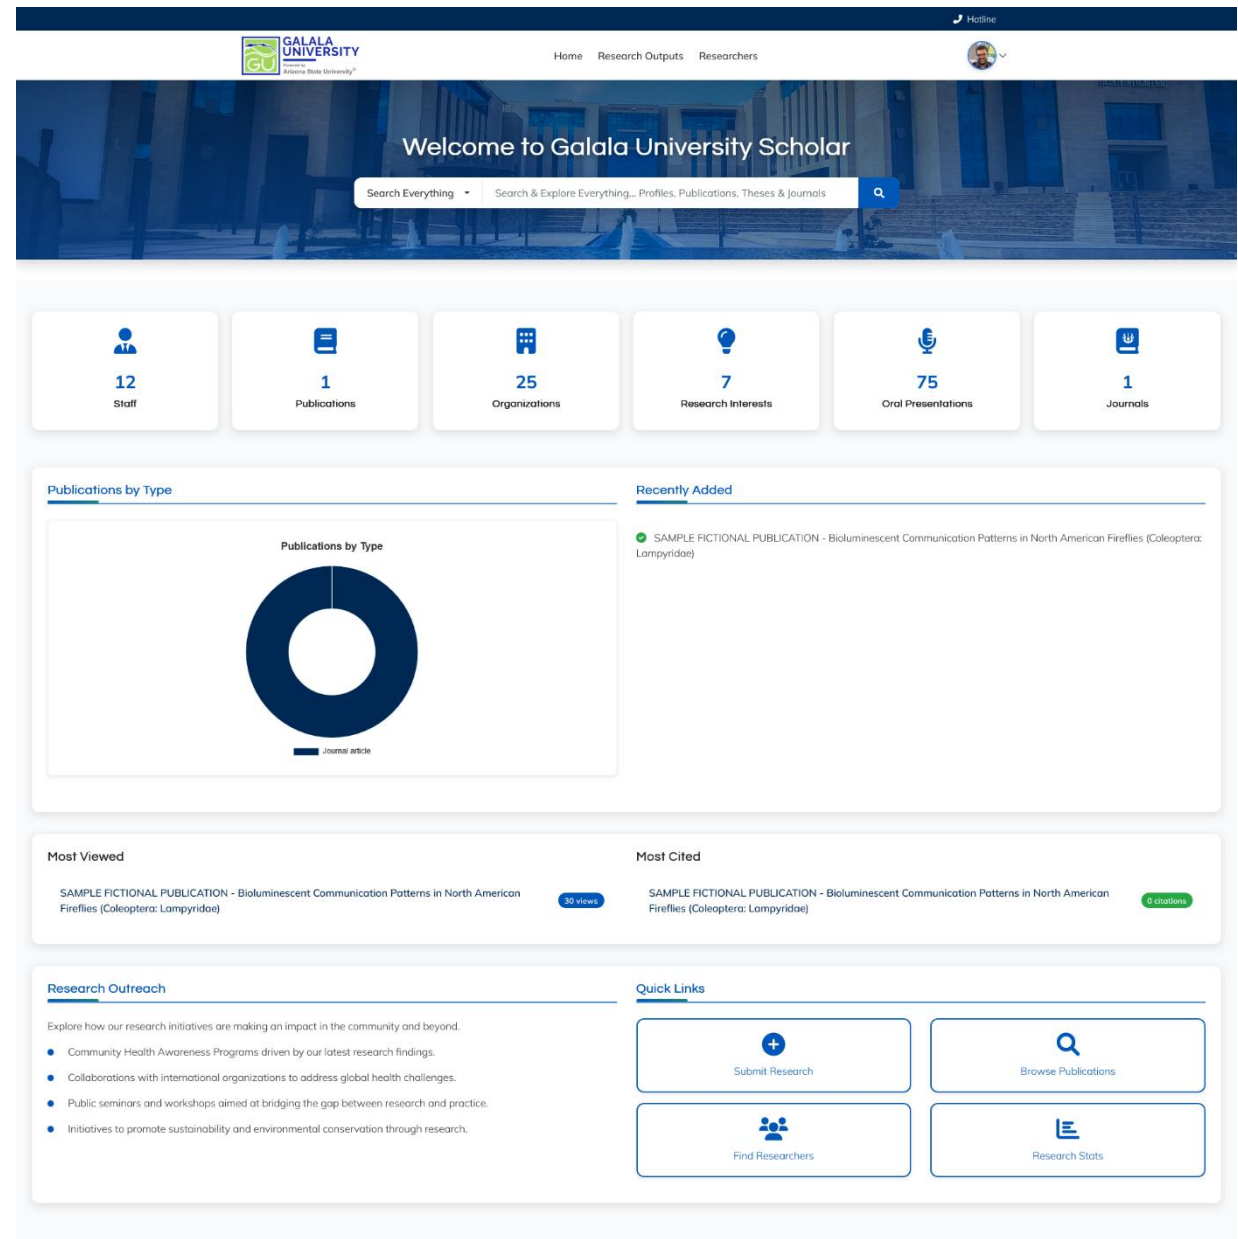 Hotline
GALALA
UNIVERSITY
Powered by
Arizona State University®
GU
Home Research Outputs Researchers
Welcome to Galala University Scholar
Search Everything Search & Explore Everything... Profiles, Publications, Theses & Journals
12
Staff
1
Publications
25
Organizations
7
Research Interests
75
Oral Presentations
1
Journals
Publications by Type
Publications by Type
Journal article
Recently Added
SAMPLE FICTIONAL PUBLICATION - Bioluminescent Communication Patterns in North American Fireflies (Coleoptera:
Lampyridae)
Most Viewed
SAMPLE FICTIONAL PUBLICATION - Bioluminescent Communication Patterns in North American
Fireflies (Coleoptera: Lampyridae)
30 views
Most Cited
SAMPLE FICTIONAL PUBLICATION - Bioluminescent Communication Patterns in North American
Fireflies (Coleoptera: Lampyridae)
0 citations
Research Outreach
Explore how our research initiatives are making an impact in the community and beyond.
Community Health Awareness Programs driven by our latest research findings.
Collaborations with international organizations to address global health challenges.
Public seminars and workshops aimed at bridging the gap between research and practice.
Initiatives to promote sustainability and environmental conservation through research.
Quick Links
Submit Research
Browse Publications
Find Researchers
Research Stats